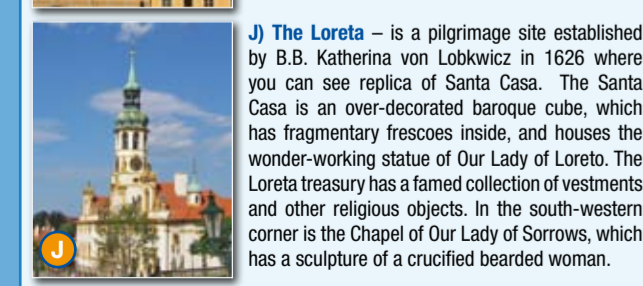 J) The Loreta – is a pilgrimage site established
by B.B. Katherina von Lobkwicz in 1626 where
you can see replica of Santa Casa. The Santa
Casa is an over-decorated baroque cube, which
has fragmentary frescoes inside, and houses the
wonder-working statue of Our Lady of Loreto. The
Loreta treasury has a famed collection of vestments
and other religious objects. In the south-western
corner is the Chapel of Our Lady of Sorrows, which
has a sculpture of a crucified bearded woman.
J